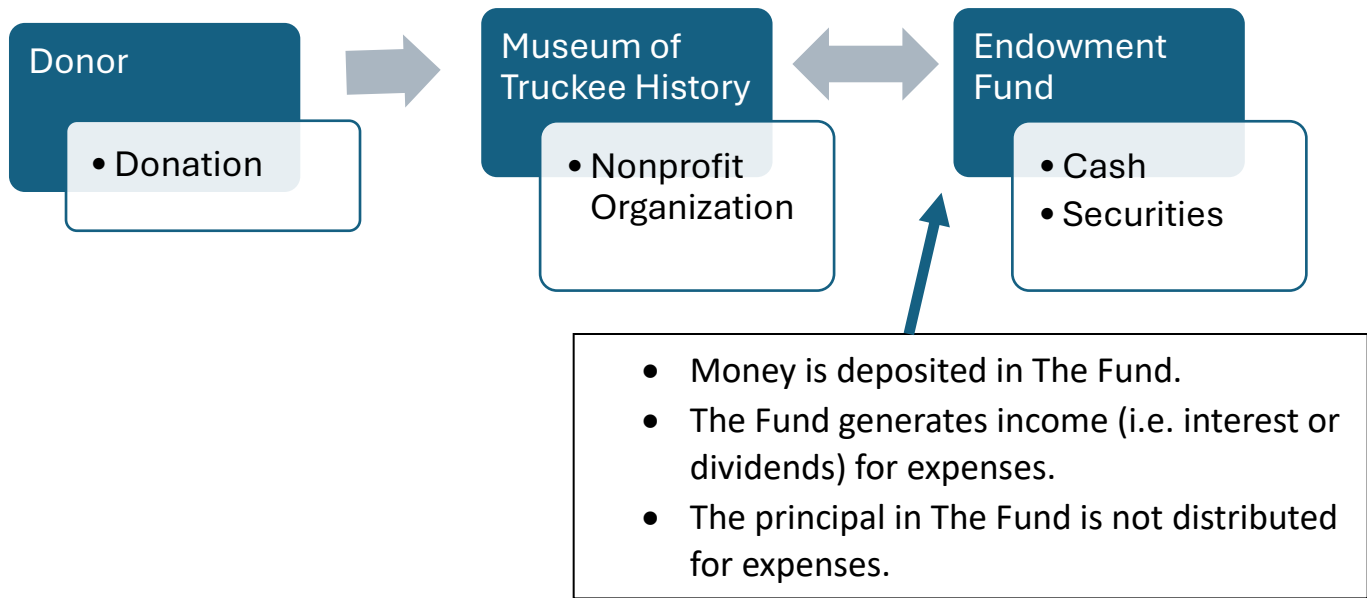 Donor
• Donation
Museum of
Truckee History
• Nonprofit
Organization
Endowment
Fund
• Cash
• Securities
• Money is deposited in The Fund.
• The Fund generates income (i.e. interest or
dividends) for expenses.
• The principal in The Fund is not distributed
for expenses.